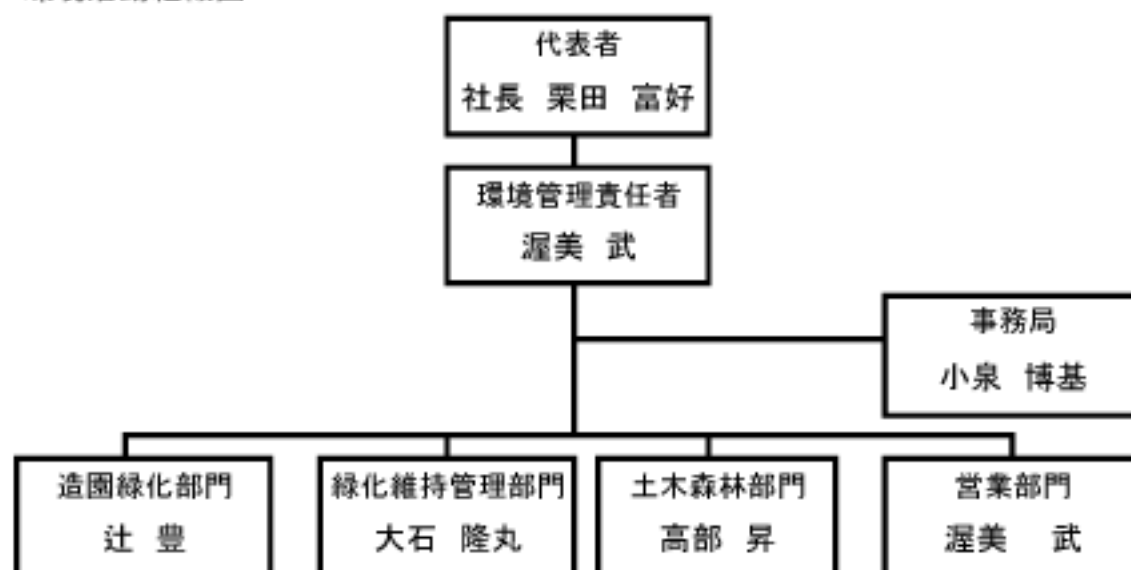 代表者
社長 栗田 富好
環境管理責任者
渥美 武
事務局
小泉 博基
造園緑化部門
辻 豊
緑化維持管理部門
大石 隆丸
土木森林部門
高部 昇
営業部門
渥美 武